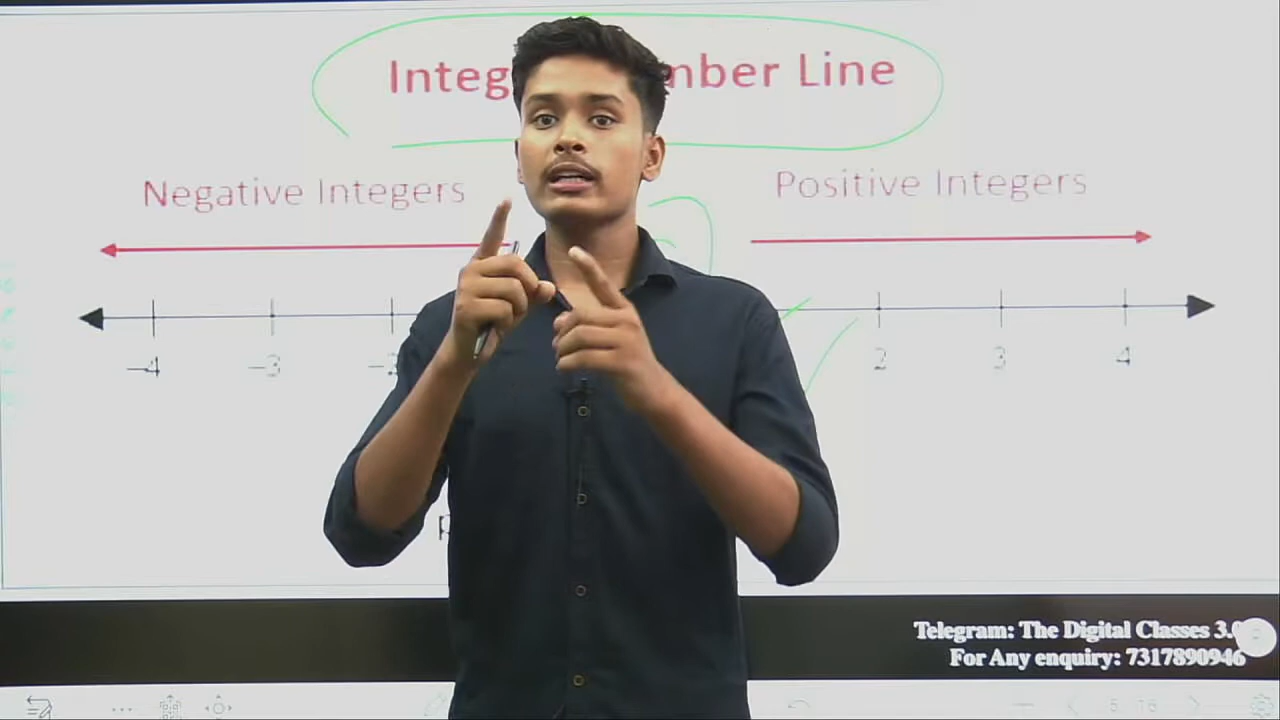 Integ mber Line
Negative Integers Positive Integers
-4 -3 2 3 4
Telegram: The Digital Classes 3.
For Any enquiry: 7317890946